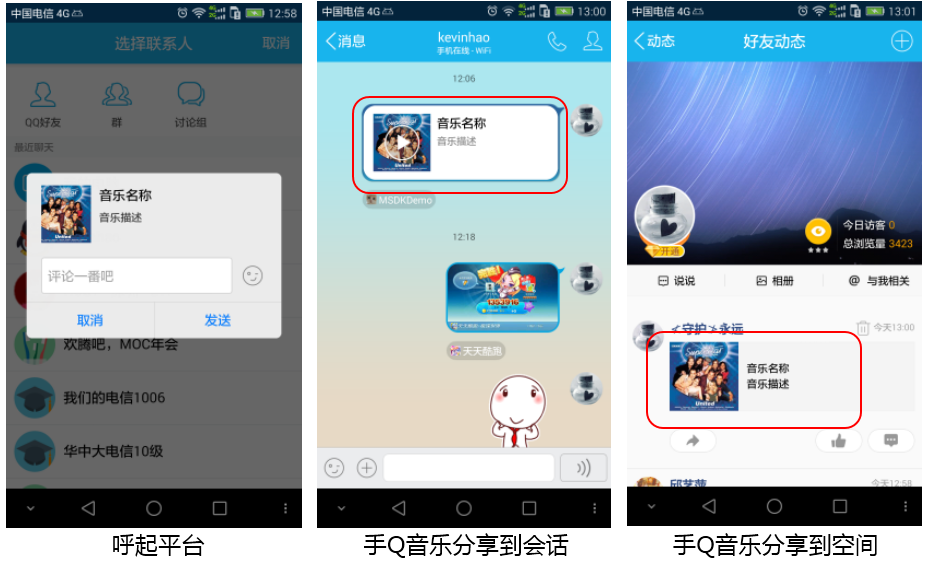 中国电信 4G 12:58
选择联系人 取消
QQ好友 群 讨论组
最近聊天
音乐名称
音乐描述
评论一番吧
取消 发送
欢腾吧，MOC年会
我们的电信1006
华中大电信10级
呼起平台
中国电信 4G 13:00
消息 kevinhao
手机在线 - WiFi
12:06
音乐名称
音乐描述
MSDKDemo
12:18
天天酷跑
手Q音乐分享到会话
中国电信 4G 13:01
动态 好友动态
今日访客 0
总浏览量 3423
开通
说说 相册 @ 与我相关
守护 永远 今天13:00
音乐名称
音乐描述
邱艺萍 今天12:58
手Q音乐分享到空间